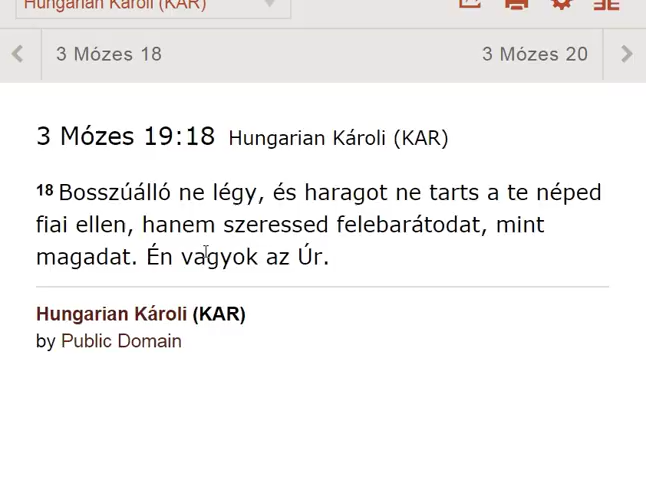 Hungarian Károli (KAR)
3 Mózes 18
3 Mózes 20
3 Mózes 19:18 Hungarian Károli (KAR)
18 Bosszúálló ne légy, és haragot ne tarts a te néped
fiai ellen, hanem szeressed felebarátodat, mint
magadat. Én vagyok az Úr.
Hungarian Károli (KAR)
by Public Domain